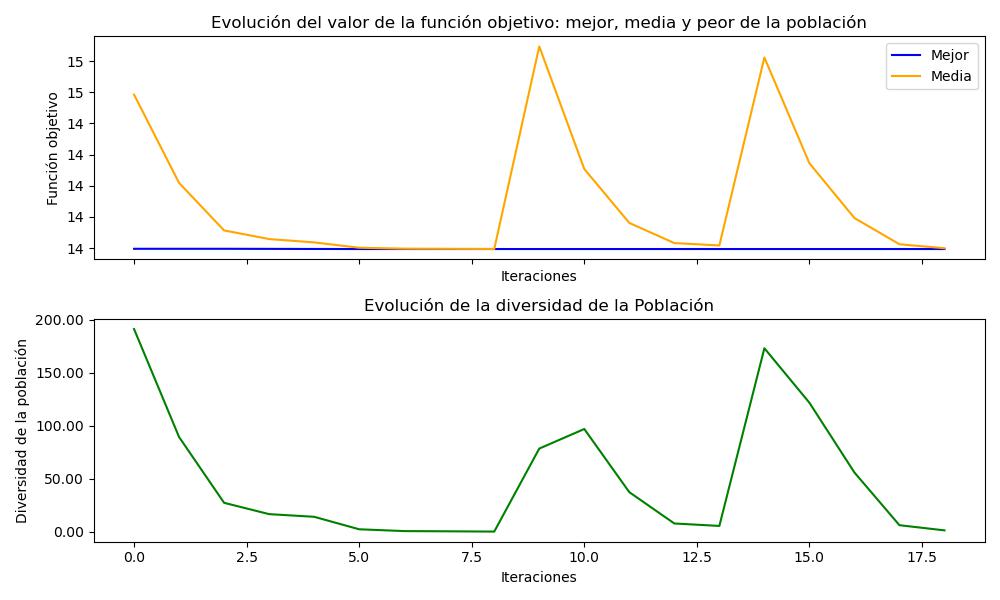 Evolución del valor de la función objetivo: mejor, media y peor de la población
Función objetivo
15
15
14
14
14
14
14
Mejor
Media
Iteraciones
Evolución de la diversidad de la Población
Diversidad de la población
200.00
150.00
100.00
50.00
0.00
0.0 2.5 5.0 7.5 10.0 12.5 15.0 17.5
Iteraciones